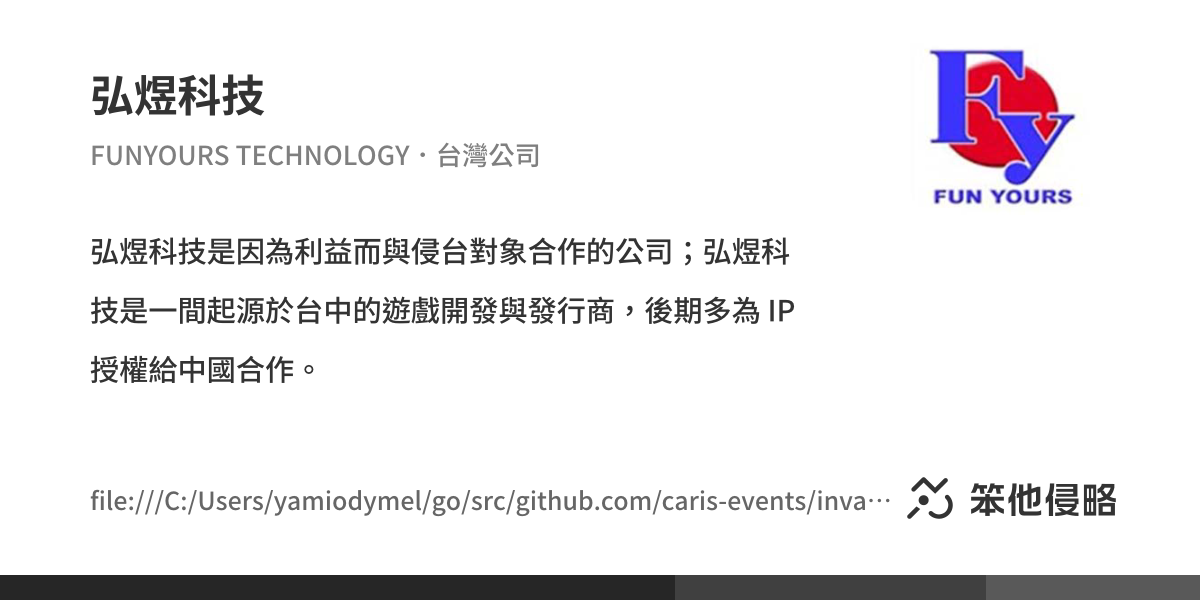 弘煜科技
FUNYOURS TECHNOLOGY・台灣公司
Fy
FUN YOURS
弘煜科技是因為利益而與侵台對象合作的公司；弘煜科
技是一間起源於台中的遊戲開發與發行商，後期多為 IP
授權給中國合作。
file:///C:/Users/yamiodymel/go/src/github.com/caris-events/inva…
笨他侵略